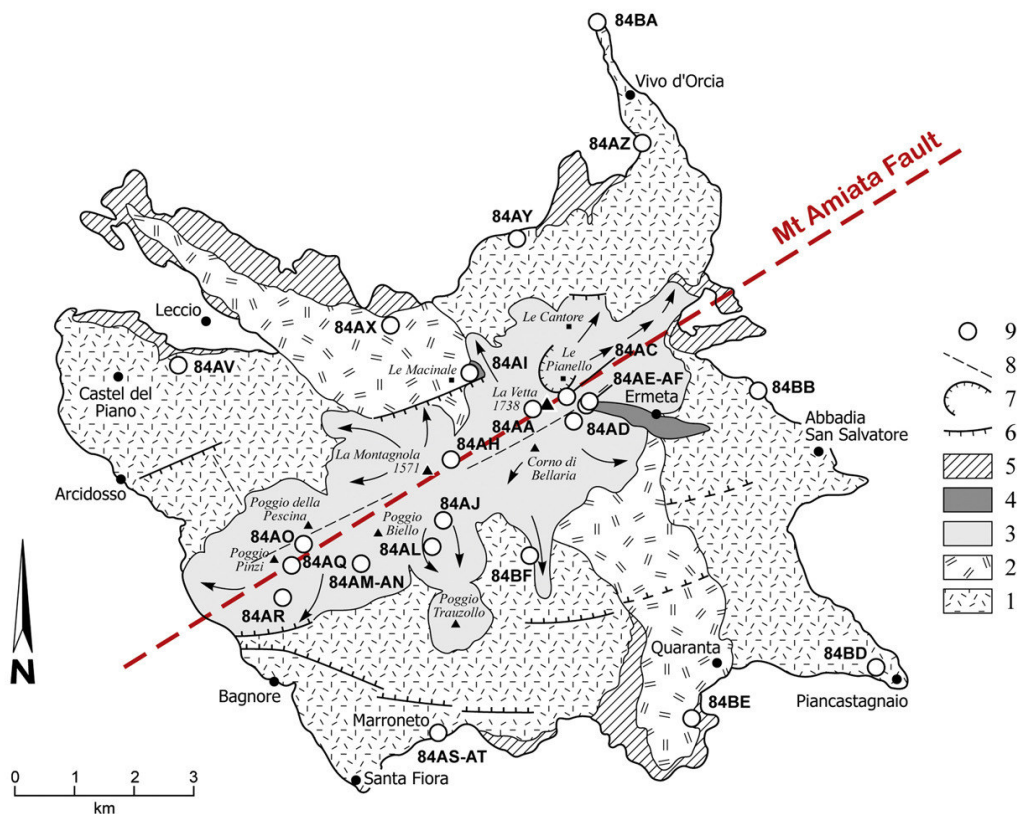 84BA
Vivo d'Orcia
84AZ
Mt Amiata Fault
84AY
Leccio
84AX
Le Cantore
84AV
Le Macinale
84AI
Le
Pianello
84AC
Castel del
Piano
La Vetta
1738
84AE-AF
Ermeta
84BB
84AA
84AD
Abbadia
San Salvatore
84AH
La Montagnola
1571
Corno di
Bellaria
Arcidosso
Poggio della
Pescina
Poggio
Biello
84AJ
84AO
84AL
Poggio
Pinzi
84AQ
84AM-AN
84BF
84AR
Poggio
Trauzollo
Quaranta
84BD
Bagnore
Piancastagnaio
84BE
Marroneto
84AS-AT
Santa Fiora
N
0 1 2 3
km
9
8
7
6
5
4
3
2
1